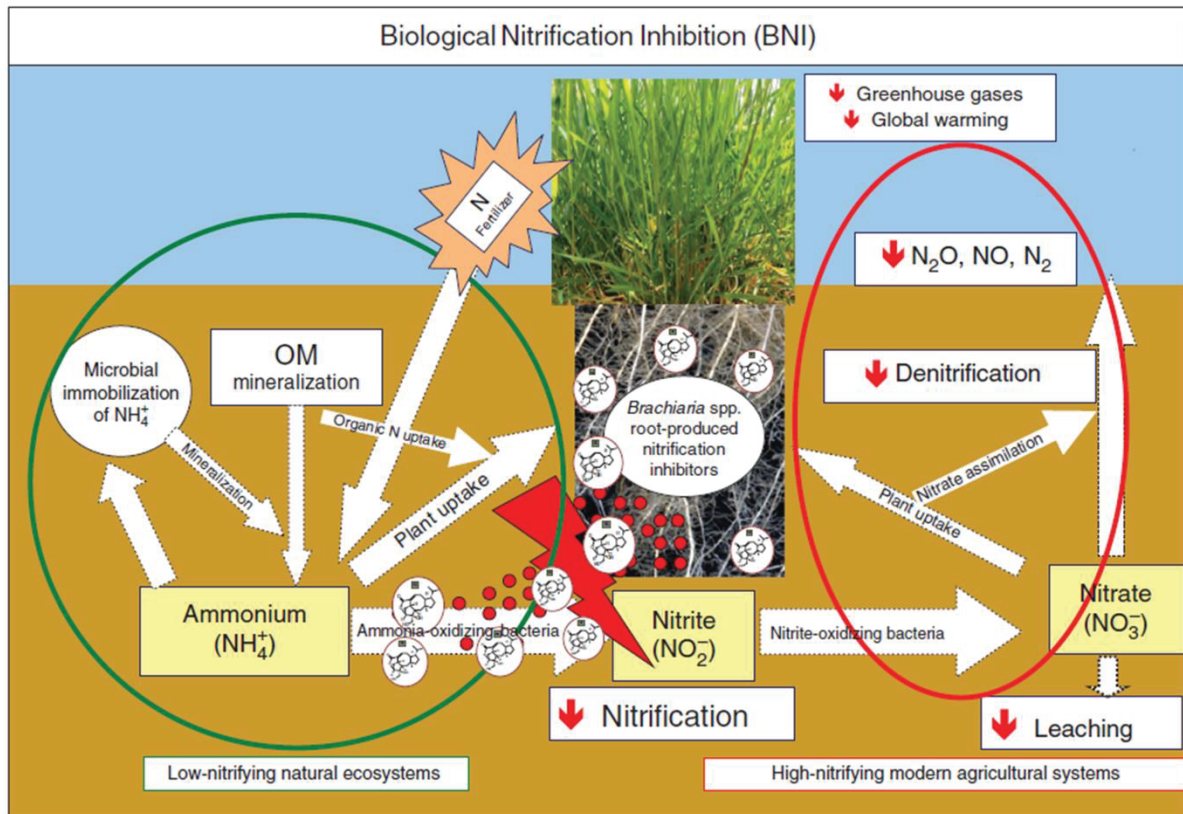 Biological Nitrification Inhibition (BNI)
Greenhouse gases
Global warming
N
Fertilizer
N₂O, NO, N₂
Microbial
immobilization
of NH₄⁺
OM
mineralization
Denitrification
Organic N uptake
Mineralization
Plant uptake
Brachiaria spp.
root-produced
nitrification
inhibitors
Nitrate assimilation
Plant uptake
Ammonium
(NH₄⁺)
Ammonia-oxidizing bacteria
Nitrite
(NO₂⁻)
Nitrite-oxidizing bacteria
Nitrate
(NO₃⁻)
Nitrification
Leaching
Low-nitrifying natural ecosystems
High-nitrifying modern agricultural systems